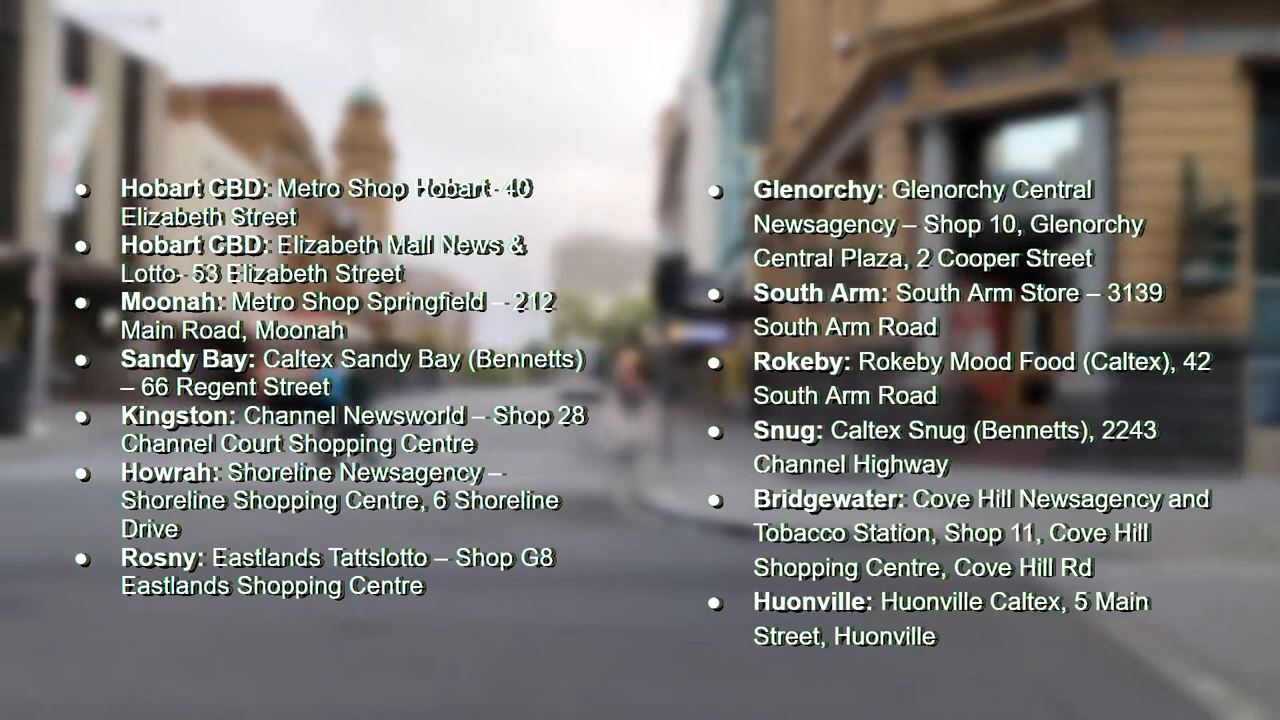 ● Hobart CBD: Metro Shop Hobart - 40
Elizabeth Street
● Hobart CBD: Elizabeth Mall News &
Lotto- 53 Elizabeth Street
● Moonah: Metro Shop Springfield – 212
Main Road, Moonah
● Sandy Bay: Caltex Sandy Bay (Bennetts)
– 66 Regent Street
● Kingston: Channel Newsworld – Shop 28
Channel Court Shopping Centre
● Howrah: Shoreline Newsagency –
Shoreline Shopping Centre, 6 Shoreline
Drive
● Rosny: Eastlands Tattslotto – Shop G8
Eastlands Shopping Centre
● Glenorchy: Glenorchy Central
Newsagency – Shop 10, Glenorchy
Central Plaza, 2 Cooper Street
● South Arm: South Arm Store – 3139
South Arm Road
● Rokeby: Rokeby Mood Food (Caltex), 42
South Arm Road
● Snug: Caltex Snug (Bennetts), 2243
Channel Highway
● Bridgewater: Cove Hill Newsagency and
Tobacco Station, Shop 11, Cove Hill
Shopping Centre, Cove Hill Rd
● Huonville: Huonville Caltex, 5 Main
Street, Huonville